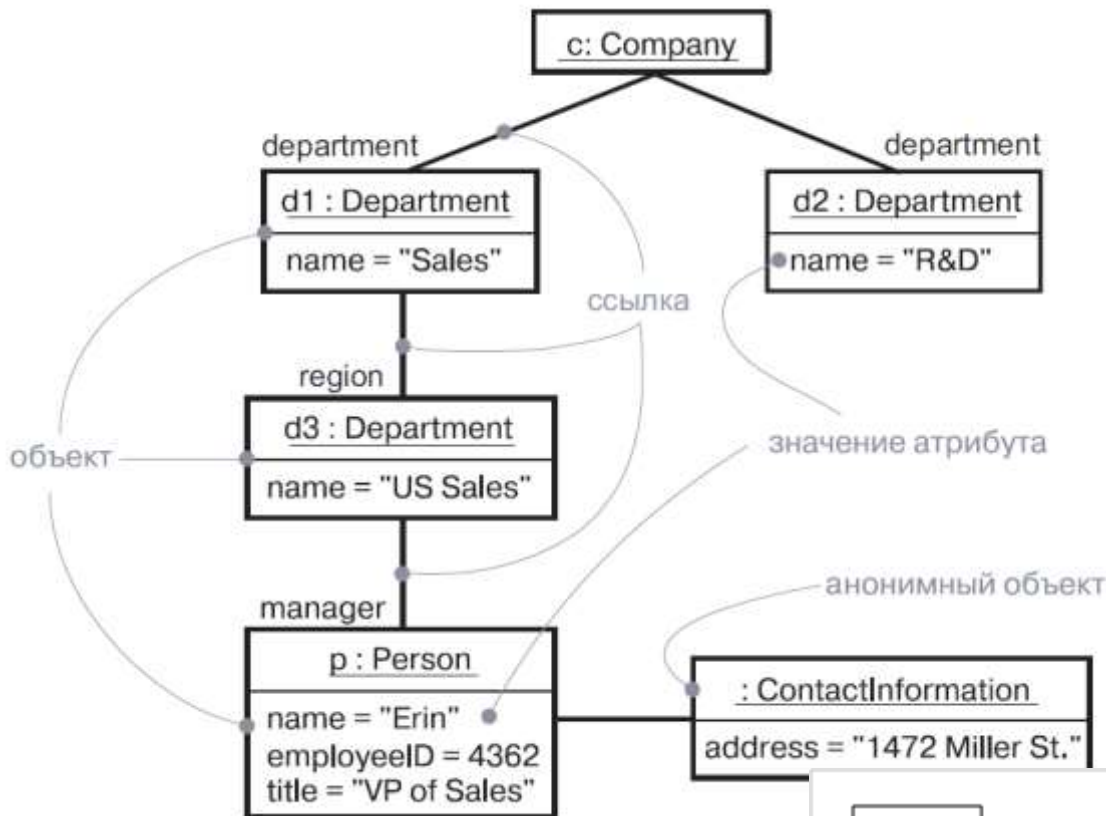 c: Company
department
department
d1 : Department
name = "Sales"
d2 : Department
name = "R&D"
ссылка
region
d3 : Department
name = "US Sales"
объект
значение атрибута
анонимный объект
manager
p : Person
name = "Erin"
employeeID = 4362
title = "VP of Sales"
: ContactInformation
address = "1472 Miller St."